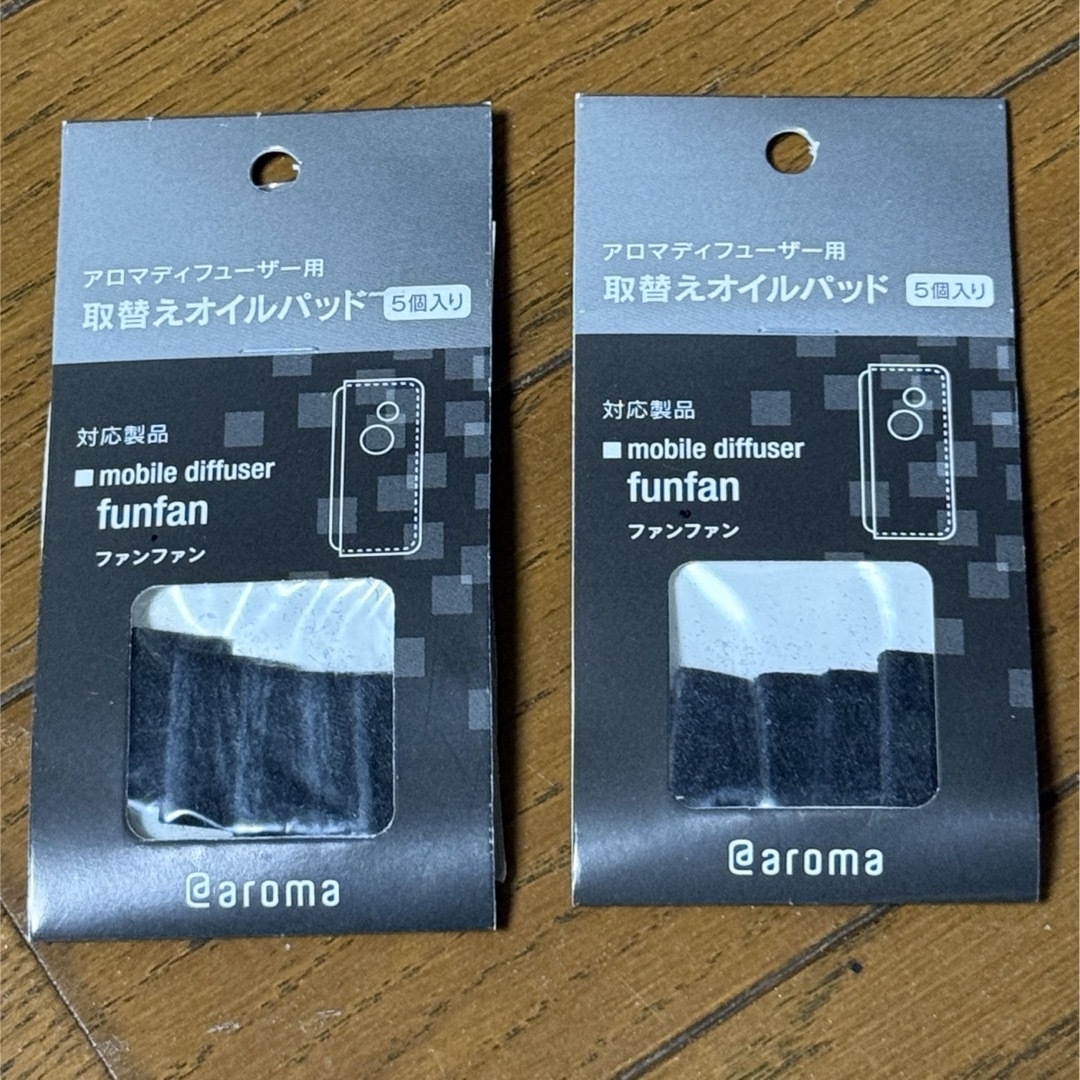 アロマディフューザー用
取替えオイルパッド 5個入り
対応製品
■ mobile diffuser
funfan
ファンファン
@aroma
アロマディフューザー用
取替えオイルパッド 5個入り
対応製品
■ mobile diffuser
funfan
ファンファン
@aroma